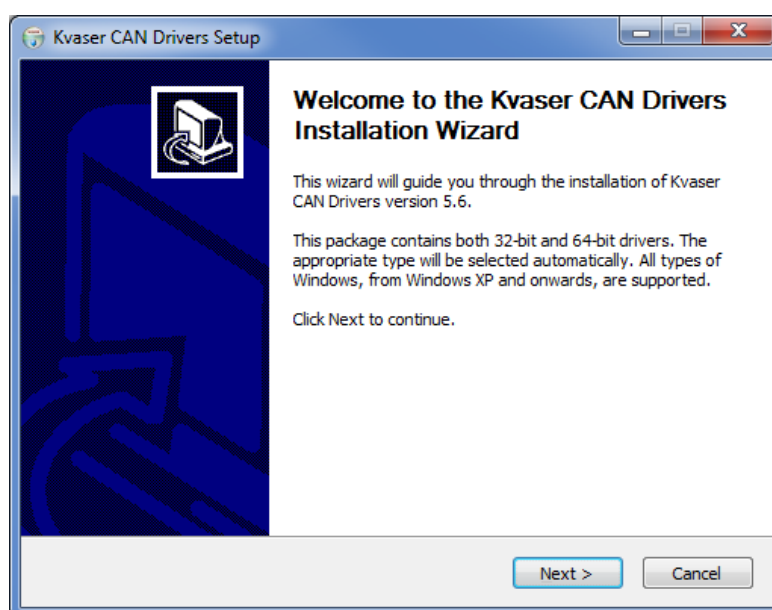 Kvaser CAN Drivers Setup
Welcome to the Kvaser CAN Drivers
Installation Wizard
This wizard will guide you through the installation of Kvaser
CAN Drivers version 5.6.
This package contains both 32-bit and 64-bit drivers. The
appropriate type will be selected automatically. All types of
Windows, from Windows XP and onwards, are supported.
Click Next to continue.
Next >
Cancel